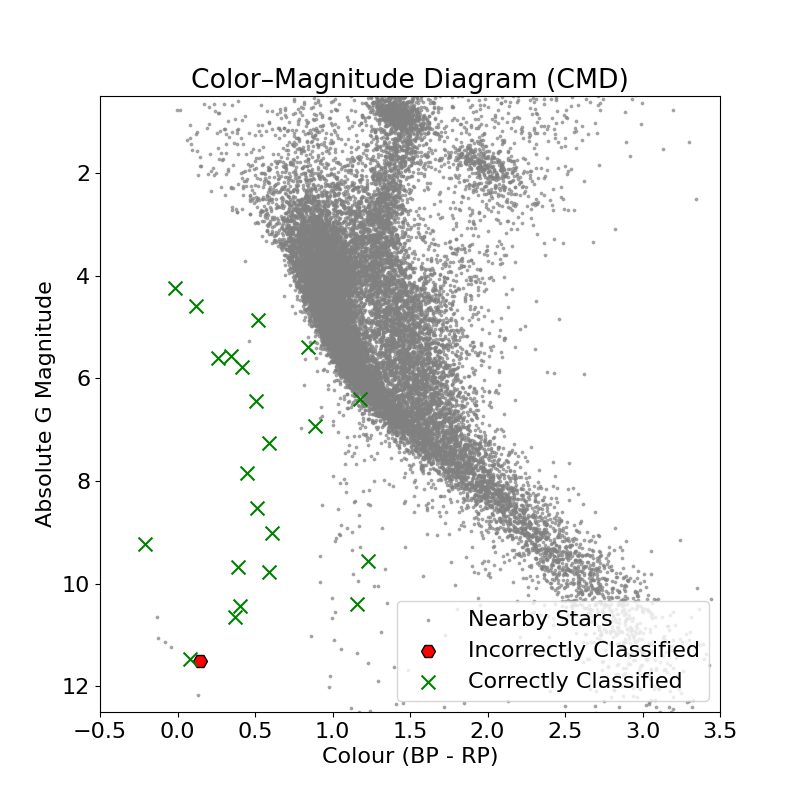 Color–Magnitude Diagram (CMD)
Absolute G Magnitude
2
4
6
8
10
12
Nearby Stars
Incorrectly Classified
Correctly Classified
−0.5 0.0 0.5 1.0 1.5 2.0 2.5 3.0 3.5
Colour (BP - RP)